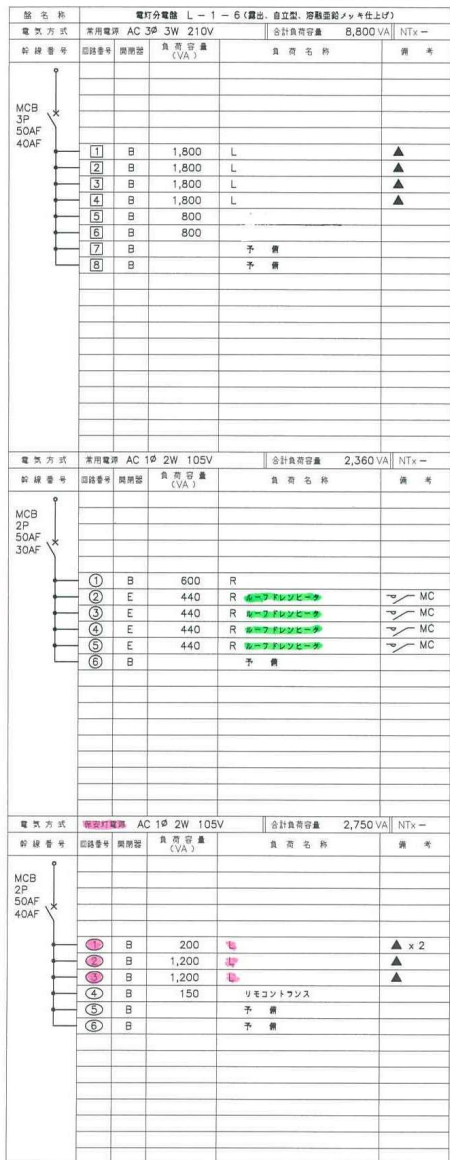 盤 名 称 電灯分電盤 L - 1 - 6 (露出、自立型、溶融亜鉛メッキ仕上げ)
電 気 方 式 常用電源 AC 3Φ 3W 210V 合計負荷容量 8,800 VA NTx -
幹 線 番 号 回路番号 開閉器 負 荷 容 量 (VA) 負 荷 名 称 備 考
MCB
3P
50AF
40AF
1 B 1,800 L ▲
2 B 1,800 L ▲
3 B 1,800 L ▲
4 B 1,800 L ▲
5 B 800
6 B 800
7 B 予 備
8 B 予 備
電 気 方 式 常用電源 AC 1Φ 2W 105V 合計負荷容量 2,360 VA NTx -
幹 線 番 号 回路番号 開閉器 負 荷 容 量 (VA) 負 荷 名 称 備 考
MCB
2P
50AF
30AF
① B 600 R
② E 440 R ルーフドレンヒータ MC
③ E 440 R ルーフドレンヒータ MC
④ E 440 R ルーフドレンヒータ MC
⑤ E 440 R ルーフドレンヒータ MC
⑥ B 予 備
電 気 方 式 保安灯電源 AC 1Φ 2W 105V 合計負荷容量 2,750 VA NTx -
幹 線 番 号 回路番号 開閉器 負 荷 容 量 (VA) 負 荷 名 称 備 考
MCB
2P
50AF
40AF
① B 200 L ▲ x 2
② B 1,200 L ▲
③ B 1,200 L ▲
④ B 150 リモコントランス
⑤ B 予 備
⑥ B 予 備